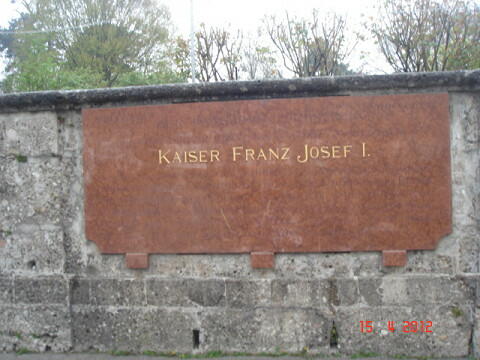 KAISER FRANZ JOSEF I.
15 4 2012